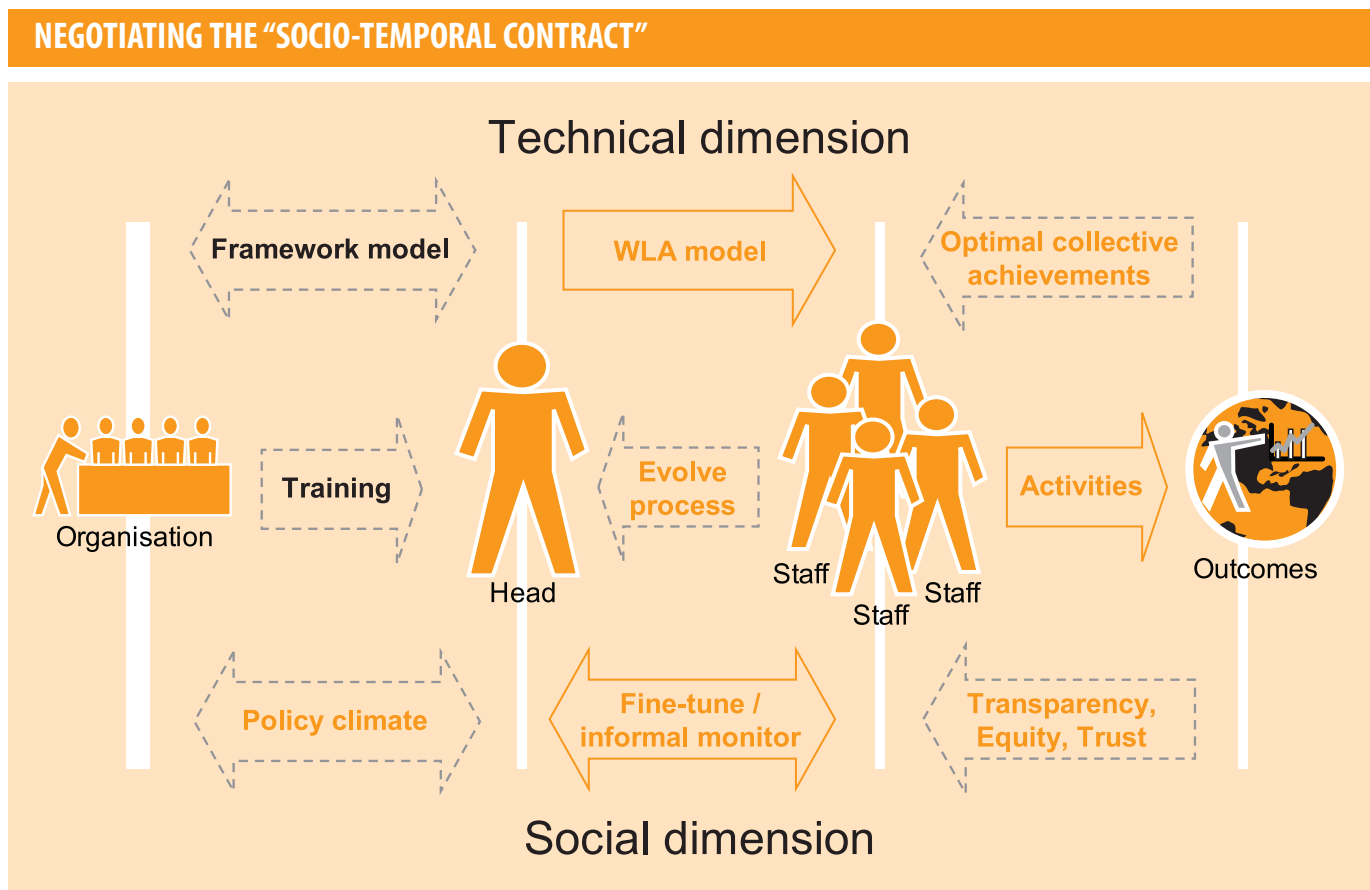 NEGOTIATING THE “SOCIO-TEMPORAL CONTRACT”
Technical dimension
Framework model
WLA model
Optimal collective
achievements
Organisation
Training
Head
Evolve
process
Staff
Staff
Staff
Activities
Outcomes
Policy climate
Fine-tune /
informal monitor
Transparency,
Equity, Trust
Social dimension